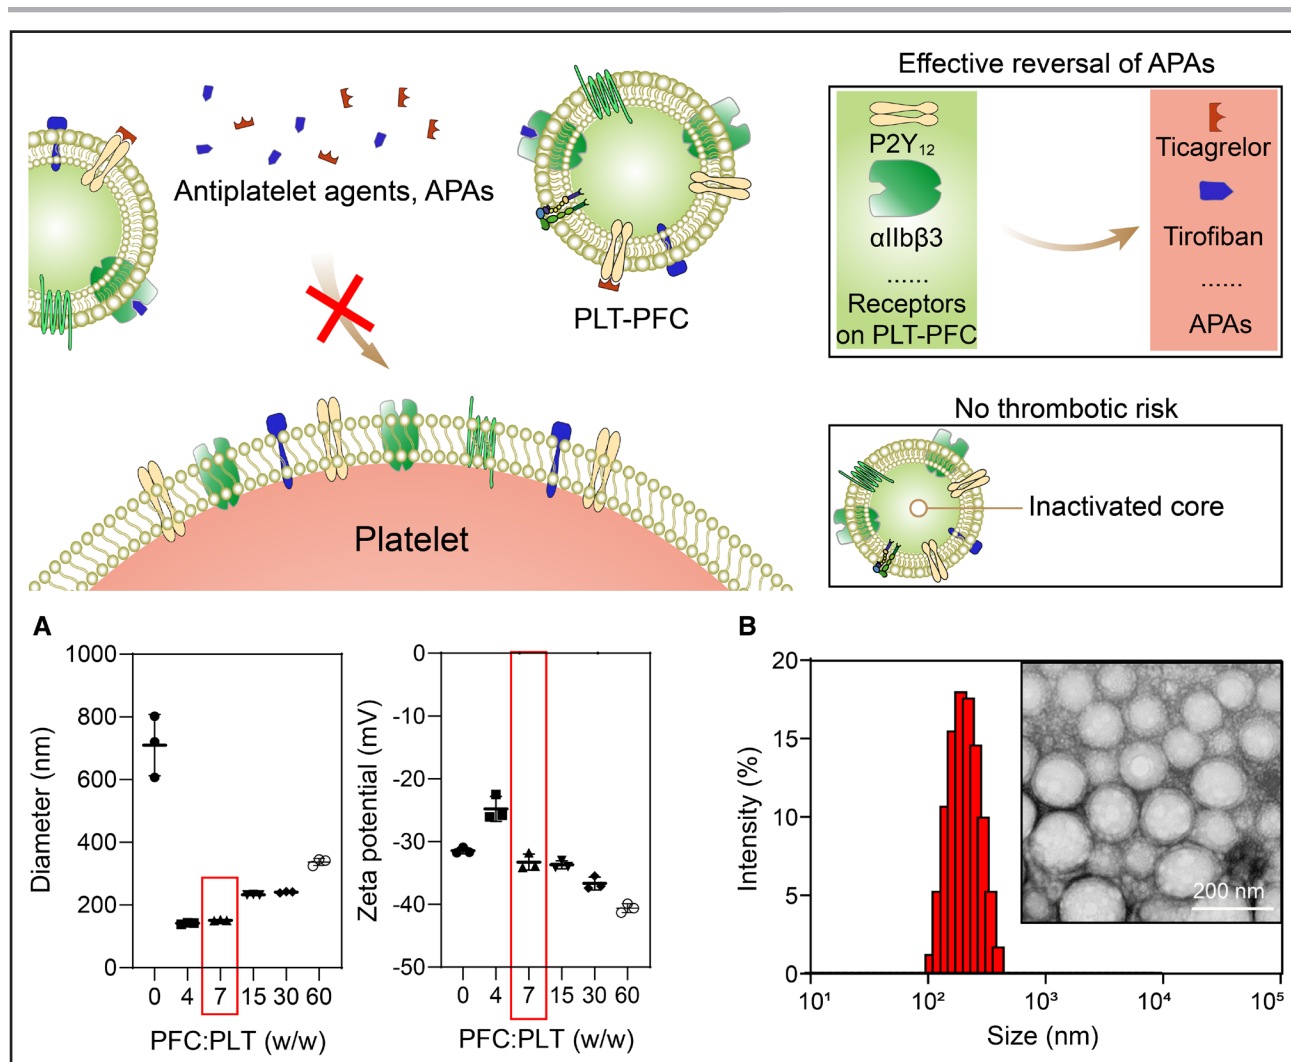 Antiplatelet agents, APAs
PLT-PFC
Platelet
Effective reversal of APAs
P2Y₁₂
αIIbβ3
......
Receptors
on PLT-PFC
Ticagrelor
Tirofiban
......
APAs
No thrombotic risk
Inactivated core
A
Diameter (nm)
1000
800
600
400
200
0
0 4 7 15 30 60
PFC:PLT (w/w)
Zeta potential (mV)
0
-10
-20
-30
-40
-50
0 4 7 15 30 60
PFC:PLT (w/w)
B
Intensity (%)
20
15
10
5
0
10¹ 10² 10³ 10⁴ 10⁵
Size (nm)
200 nm